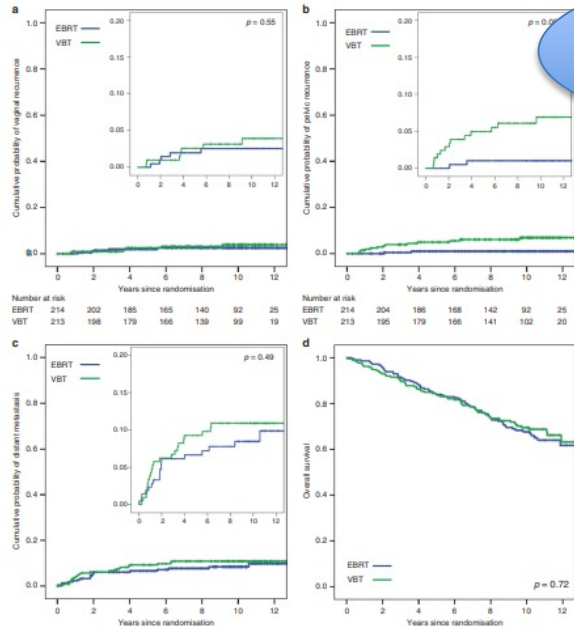 a
p = 0.55
EBRT
VBT
Cumulative probability of vaginal recurrence
1.0
0.8
0.6
0.4
0.2
0.0
0.20
0.15
0.10
0.05
0.00
0 2 4 6 8 10 12
0 2 4 6 8 10 12
Years since randomisation
Number at risk
EBRT 214 202 185 165 140 92 25
VBT 213 198 179 166 139 99 19
b
EBRT
VBT
Cumulative probability of pelvic recurrence
1.0
0.8
0.6
0.4
0.2
0.0
0.20
0.15
0.10
0.05
0.00
0 2 4 6 8 10 12
0 2 4 6 8 10 12
Years since randomisation
Number at risk
EBRT 214 204 186 168 142 92 25
VBT 213 195 179 166 141 102 20
c
p = 0.49
EBRT
VBT
Cumulative probability of distant metastasis
1.0
0.8
0.6
0.4
0.2
0.0
0.20
0.15
0.10
0.05
0.00
0 2 4 6 8 10 12
0 2 4 6 8 10 12
Years since randomisation
d
Overall survival
1.0
0.8
0.6
0.4
0.2
0.0
EBRT
VBT
p = 0.72
0 2 4 6 8 10 12
Years since randomisation